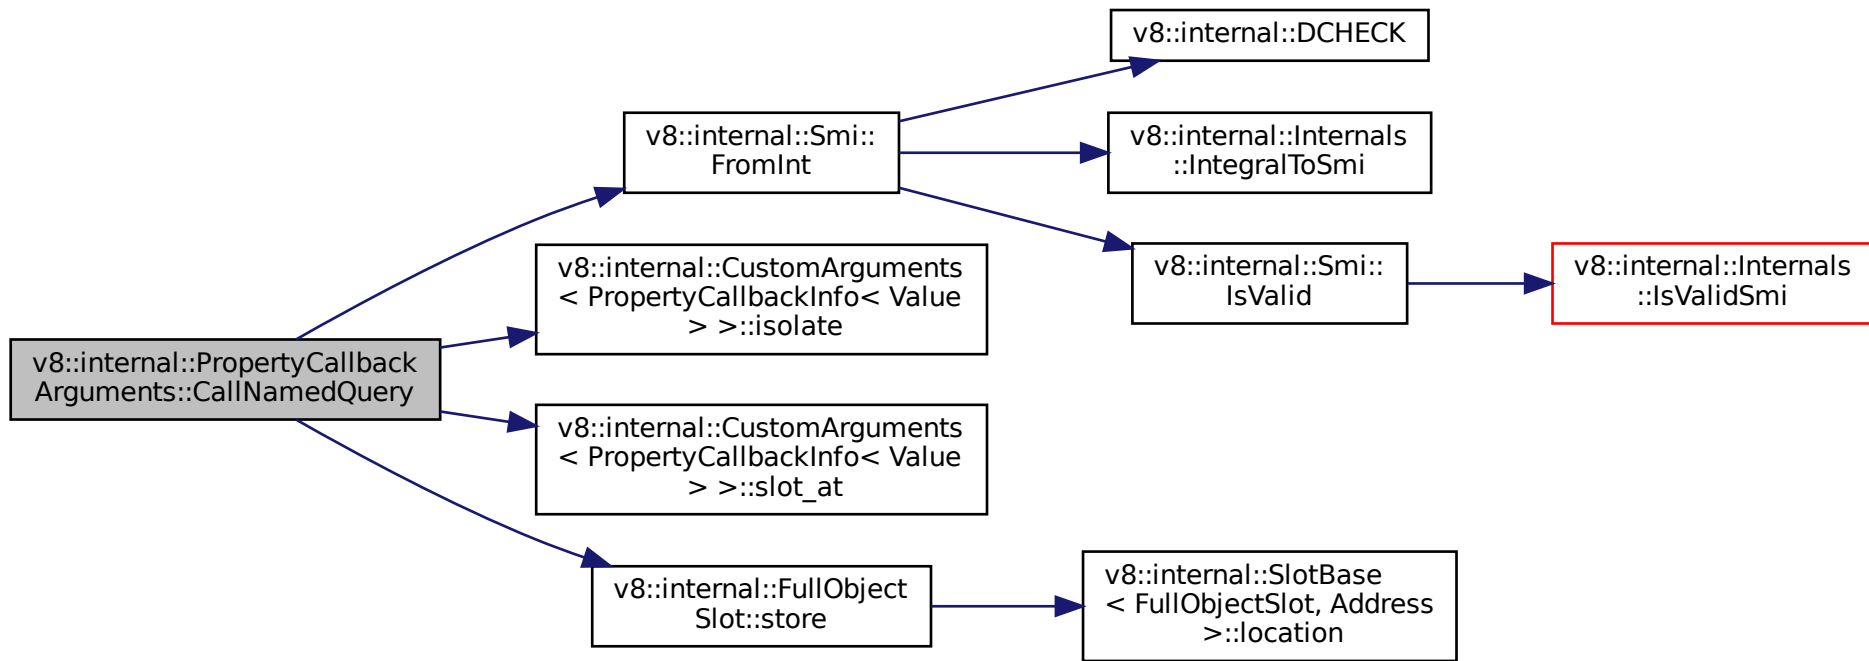 v8::internal::DCHECK
v8::internal::Smi::
FromInt
v8::internal::Internals
::IntegralToSmi
v8::internal::Smi::
IsValid
v8::internal::Internals
::IsValidSmi
v8::internal::CustomArguments
< PropertyCallbackInfo< Value
> >::isolate
v8::internal::PropertyCallback
Arguments::CallNamedQuery
v8::internal::CustomArguments
< PropertyCallbackInfo< Value
> >::slot_at
v8::internal::FullObject
Slot::store
v8::internal::SlotBase
< FullObjectSlot, Address
>::location